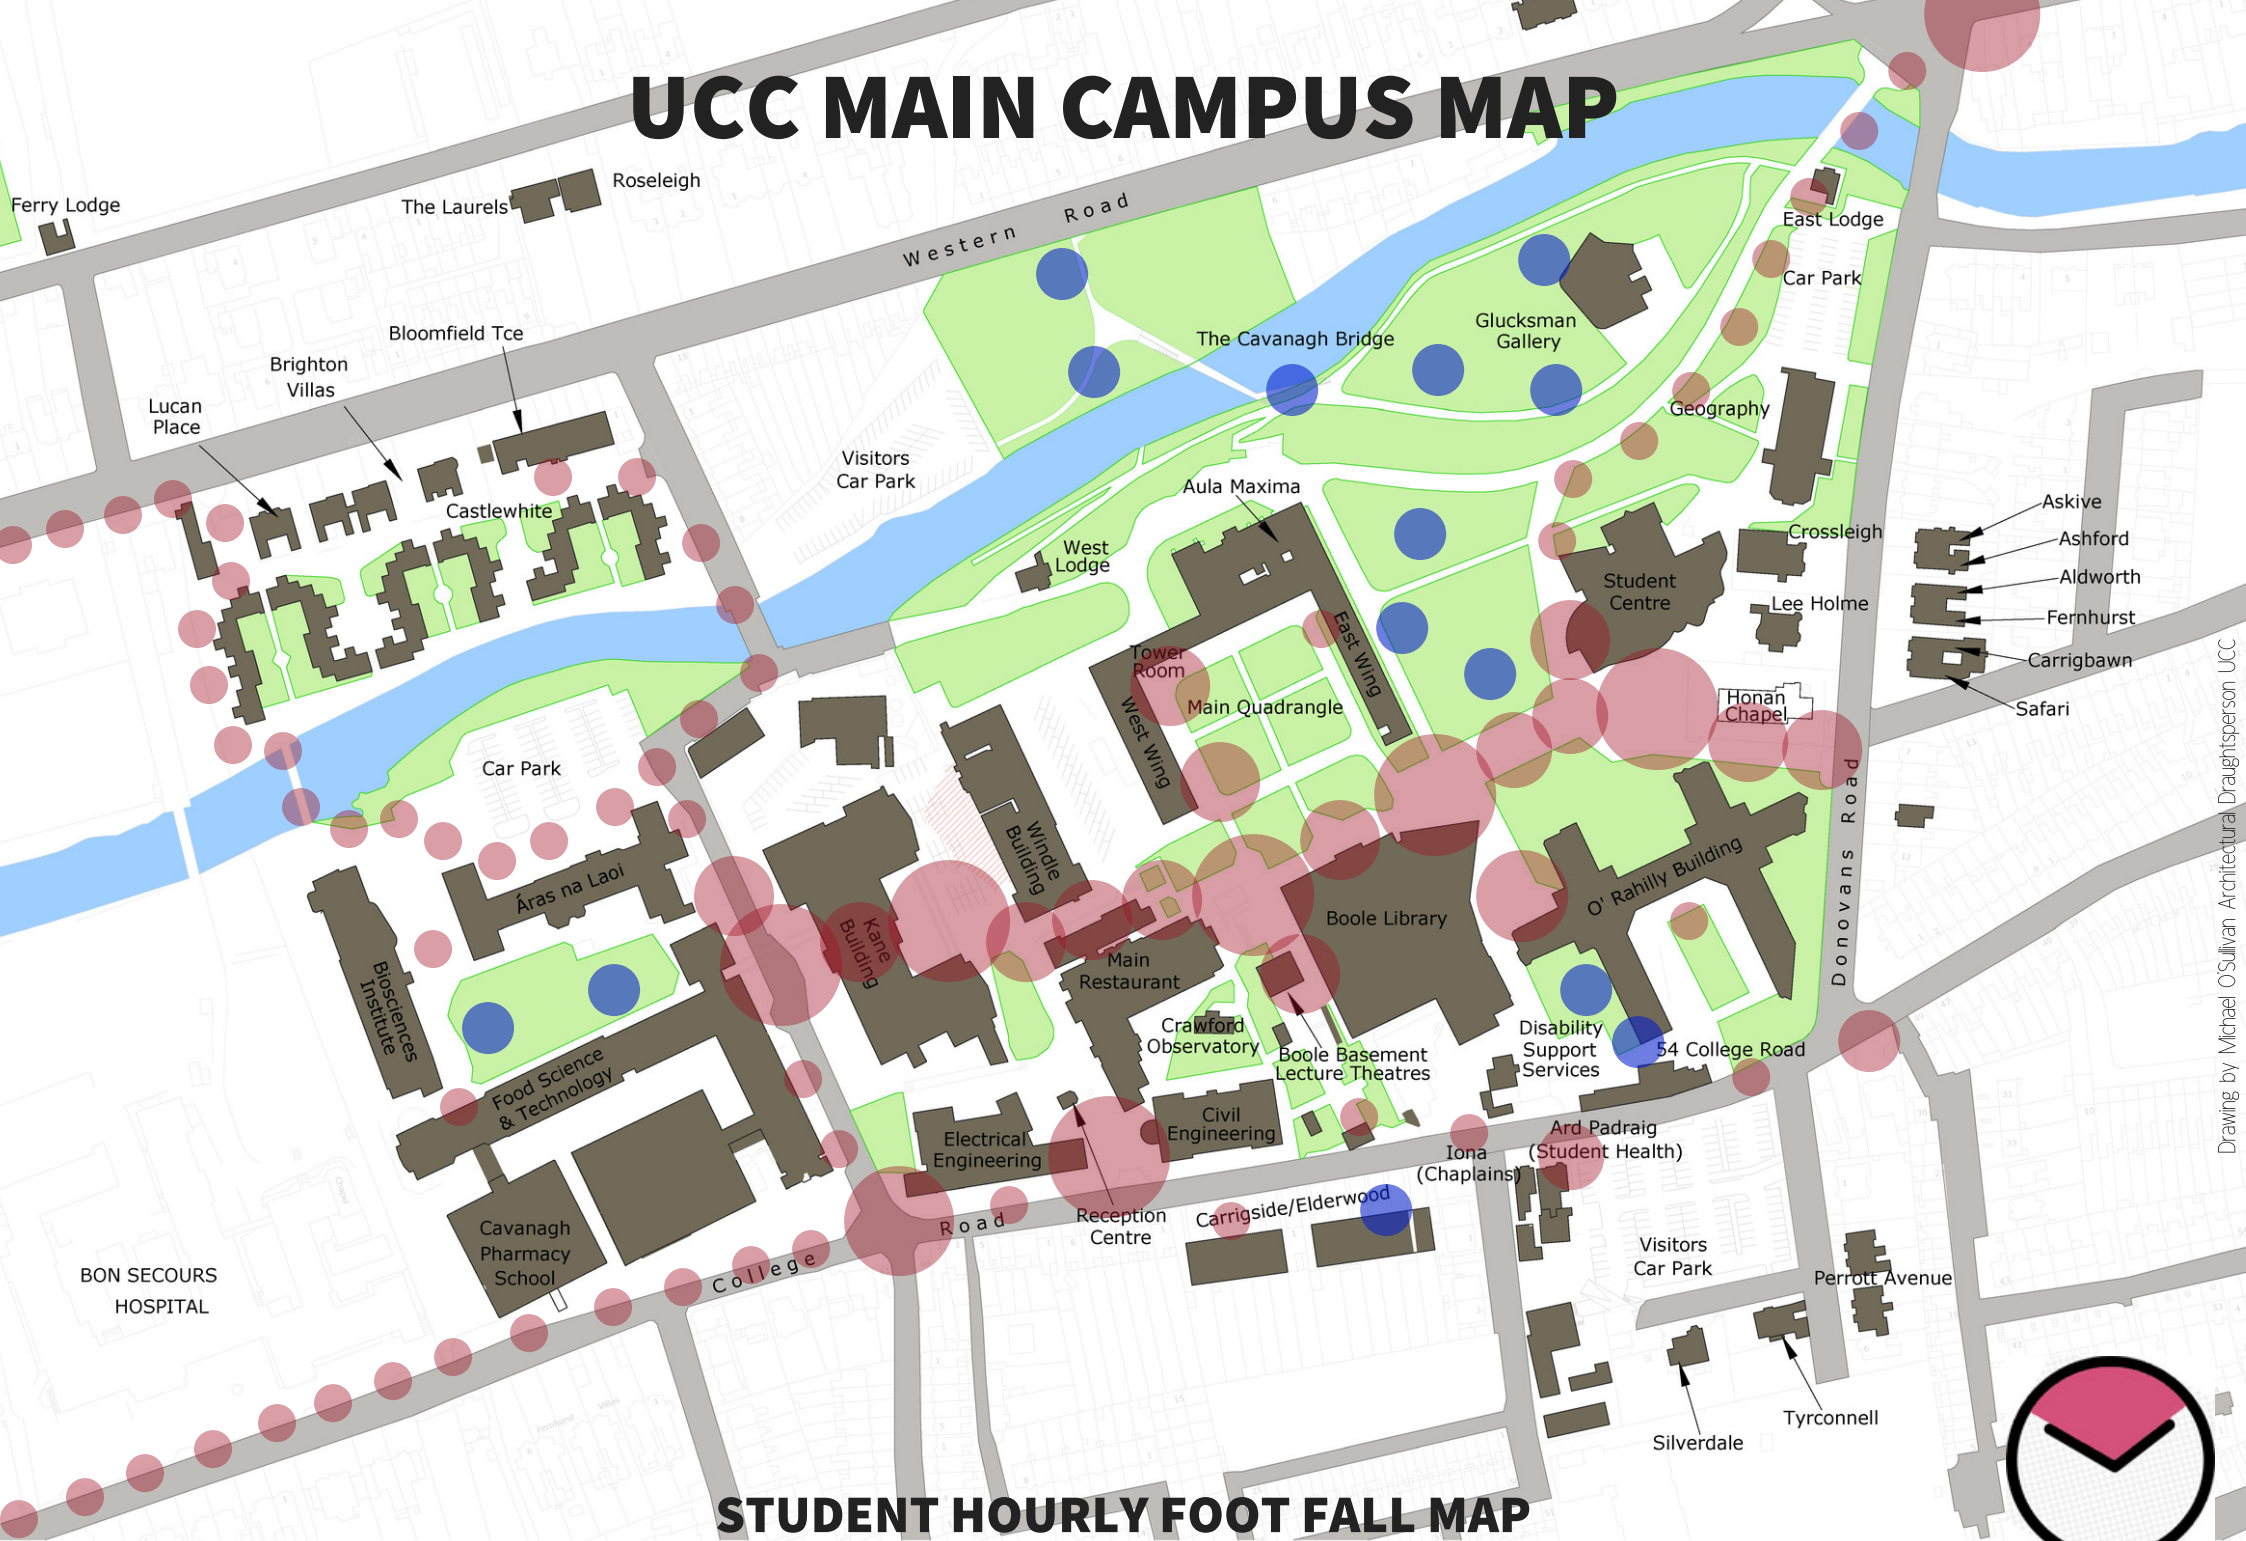 UCC MAIN CAMPUS MAP
Ferry Lodge
The Laurels
Roseleigh
Western Road
East Lodge
Car Park
Bloomfield Tce
Brighton
Villas
Lucan
Place
The Cavanagh Bridge
Glucksman
Gallery
Geography
Visitors
Car Park
Castlewhite
Aula Maxima
West
Lodge
Crossleigh
Student
Centre
Lee Holme
Askive
Ashford
Aldworth
Fernhurst
Carrigbawn
Safari
East Wing
Tower
Room
Main Quadrangle
West Wing
Honan
Chapel
Car Park
Donovans Road
Windle
Building
Áras na Laoi
Kane
Building
Boole Library
O' Rahilly Building
Main
Restaurant
Biosciences
Institute
Crawford
Observatory
Boole Basement
Lecture Theatres
Disability
Support
Services
54 College Road
Food Science
& Technology
Electrical
Engineering
Civil
Engineering
Ard Padraig
(Student Health)
Iona
(Chaplains)
Carrigside/Elderwood
Reception
Centre
College Road
Cavanagh
Pharmacy
School
BON SECOURS
HOSPITAL
Visitors
Car Park
Perrott Avenue
Silverdale
Tyrconnell
Drawing by Michael O'Sullivan Architectural Draughtsperson UCC
STUDENT HOURLY FOOT FALL MAP